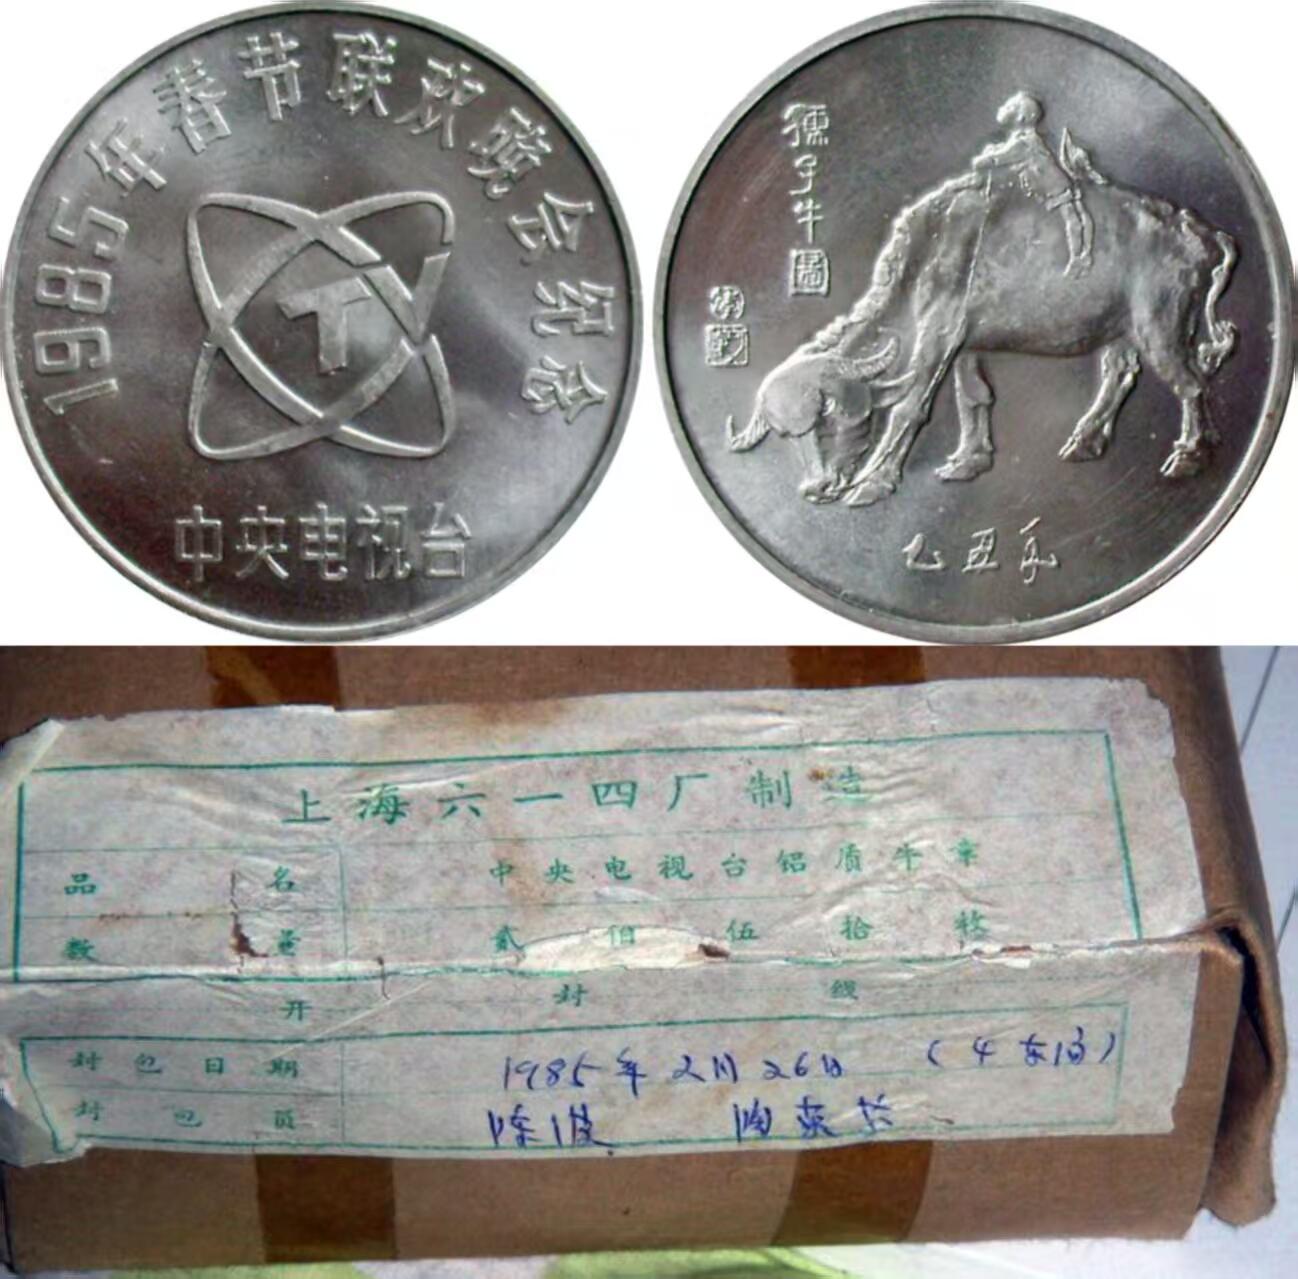 1985年春节联欢晚会纪念
中央电视台
孺子牛图
乙丑年
上海六一四厂制造
品名 中央电视台铝质牛章
数量 贰佰伍拾枚
开封线
封包日期 1985年2月26日
封包员 陈波